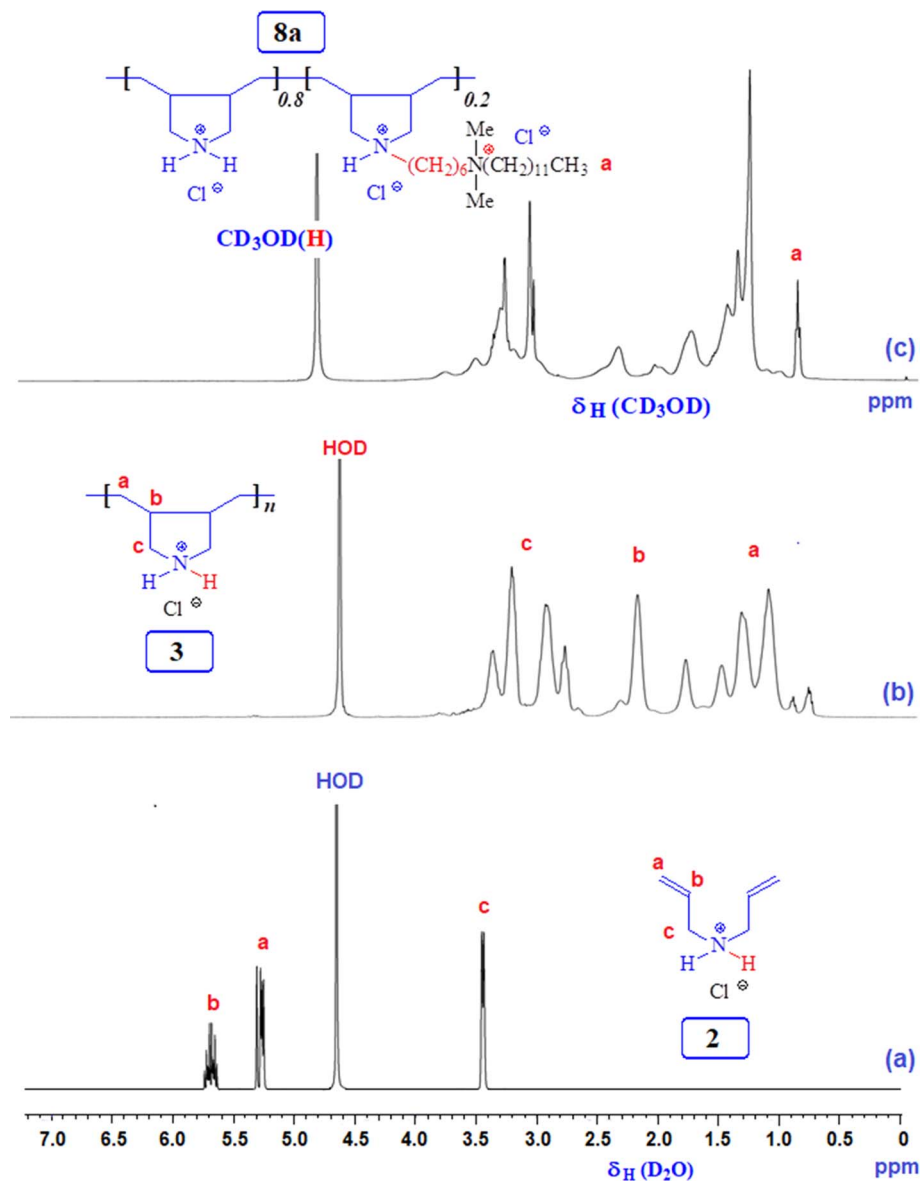 8a
[ ]0.8 [ ]0.2
Me
Cl ⊖
N⊕ N⊕
H H H (CH2)6N⊕(CH2)11CH3 a
Cl ⊖ Cl ⊖
Me
CD3OD(H)
a
(c)
δH (CD3OD) ppm
HOD
a
b
[ ]n
c
c b a
N⊕
H H
Cl ⊖
3
(b)
HOD
a
b
c
a
b
c
N⊕
H H
Cl ⊖
2
(a)
7.0 6.5 6.0 5.5 5.0 4.5 4.0 3.5 3.0 2.5 2.0 1.5 1.0 0.5 0
δH (D2O) ppm